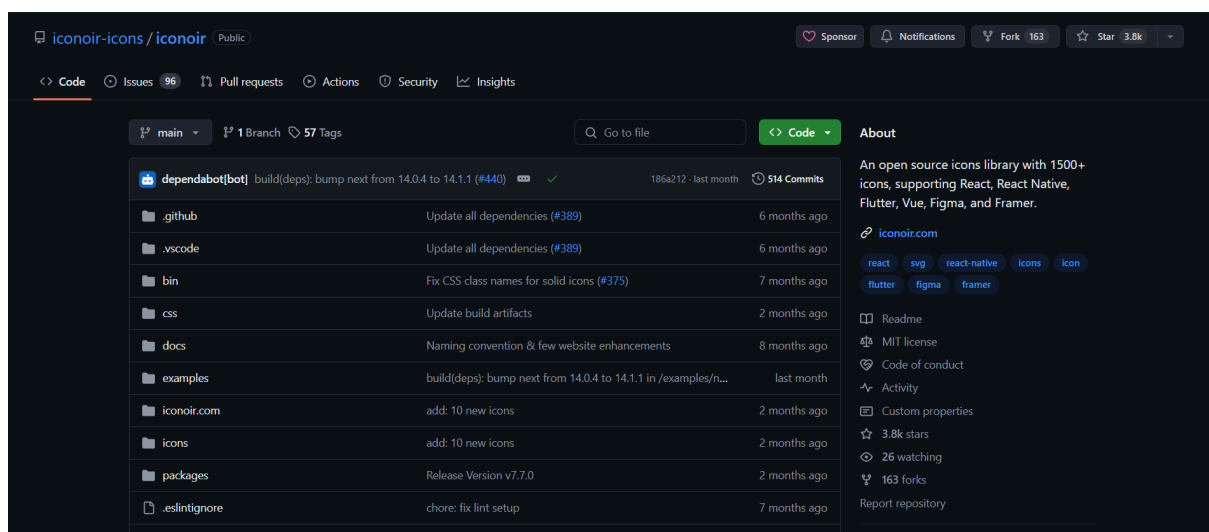 iconoir-icons / iconoir Public
Sponsor Notifications Fork 163 Star 3.8k
Code Issues 96 Pull requests Actions Security Insights
main 1 Branch 57 Tags Go to file Code
dependabot[bot] build(deps): bump next from 14.0.4 to 14.1.1 (#440) 186a212 · last month 514 Commits
.github Update all dependencies (#389) 6 months ago
.vscode Update all dependencies (#389) 6 months ago
bin Fix CSS class names for solid icons (#375) 7 months ago
css Update build artifacts 2 months ago
docs Naming convention & few website enhancements 8 months ago
examples build(deps): bump next from 14.0.4 to 14.1.1 in /examples/n... last month
iconoir.com add: 10 new icons 2 months ago
icons add: 10 new icons 2 months ago
packages Release Version v7.7.0 2 months ago
.eslintignore chore: fix lint setup 7 months ago
About
An open source icons library with 1500+
icons, supporting React, React Native,
Flutter, Vue, Figma, and Framer.
iconoir.com
react svg react-native icons icon
flutter figma framer
Readme
MIT license
Code of conduct
Activity
Custom properties
3.8k stars
26 watching
163 forks
Report repository